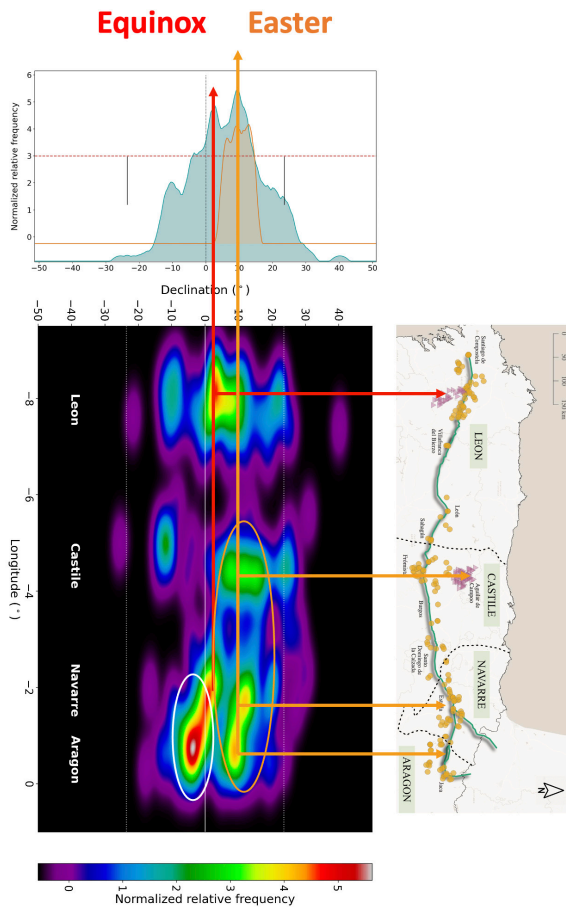 Equinox Easter
Normalized relative frequency
6
5
4
3
2
1
0
−50 −40 −30 −20 −10 0 10 20 30 40 50
Declination (°)
−50 −40 −30 −20 −10 0 10 20 30 40
Leon
Castile
Navarre
Aragon
−8
−6
−4
−2
0
Longitude (°)
0 1 2 3 4 5
Normalized relative frequency
0
50
100
150 km
Santiago de
Compostela
LEON
Villafranca
del Bierzo
León
Sahagún
CASTILE
Aguilar de
Campoo
Burgos
Santo
Domingo de
la Calzada
NAVARRE
ARAGON
Jaca
N